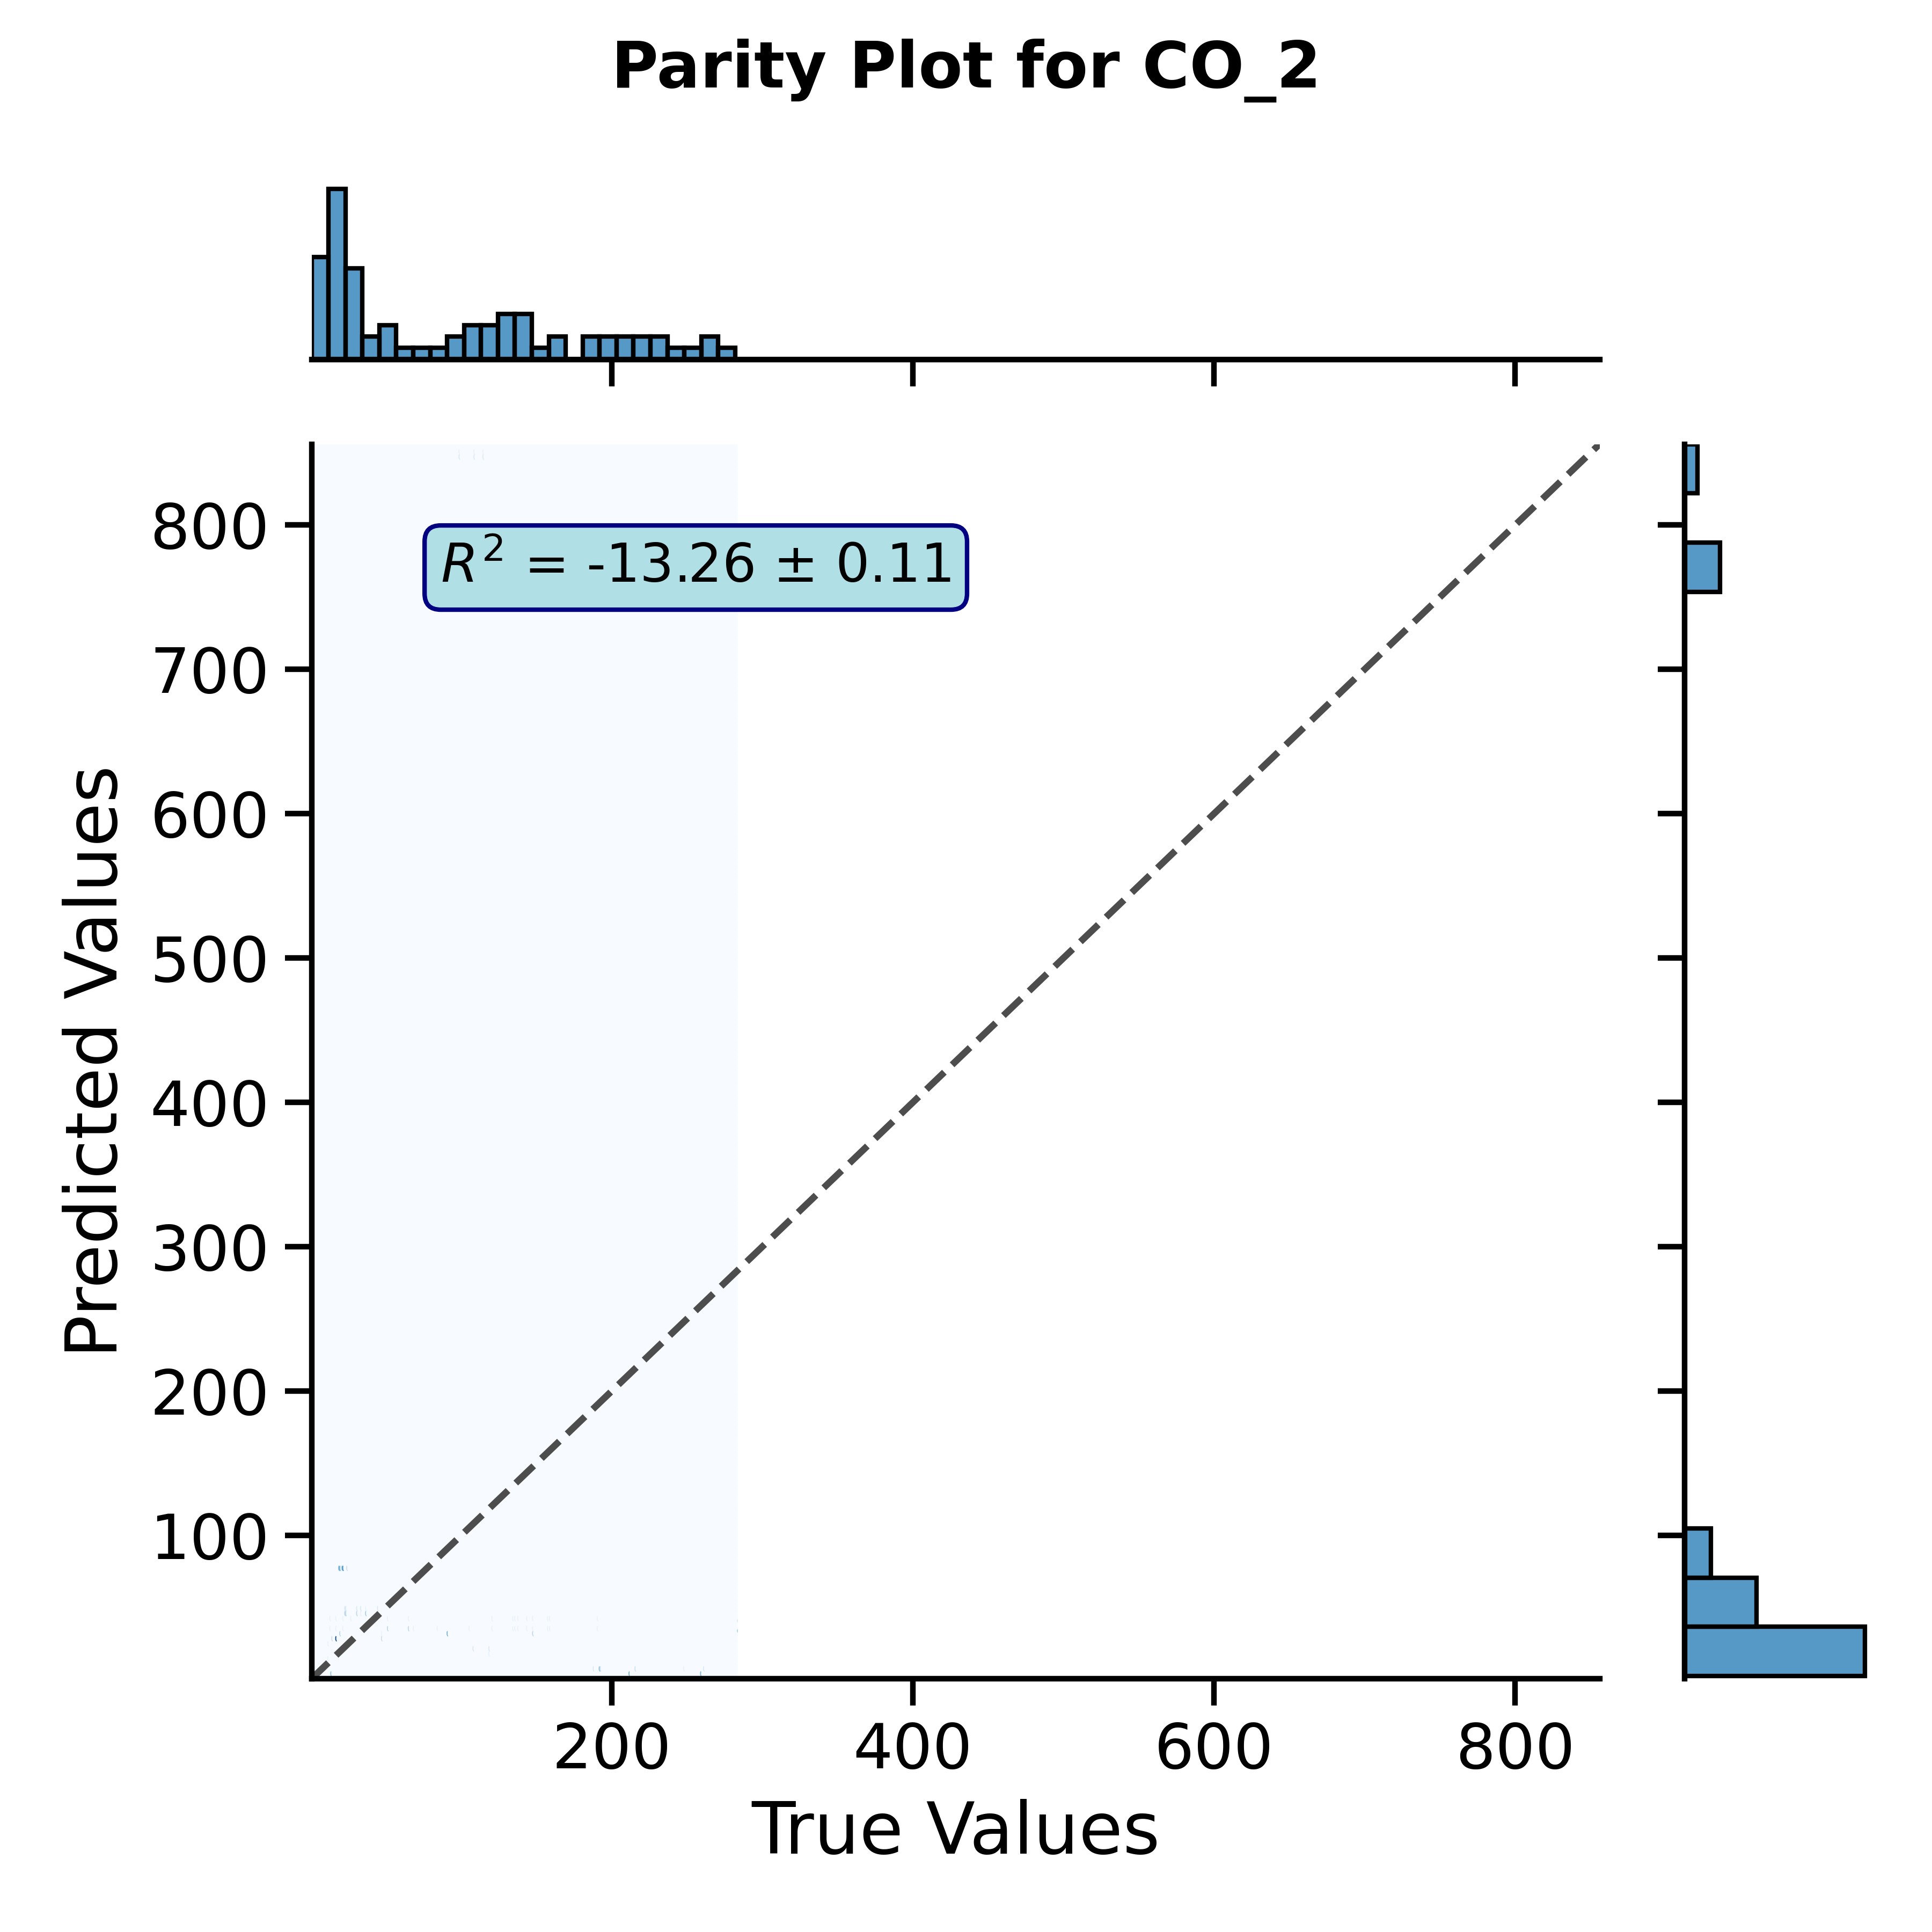 Parity Plot for CO_2
R² = -13.26 ± 0.11
800
700
600
500
400
300
200
100
Predicted Values
200 400 600 800
True Values